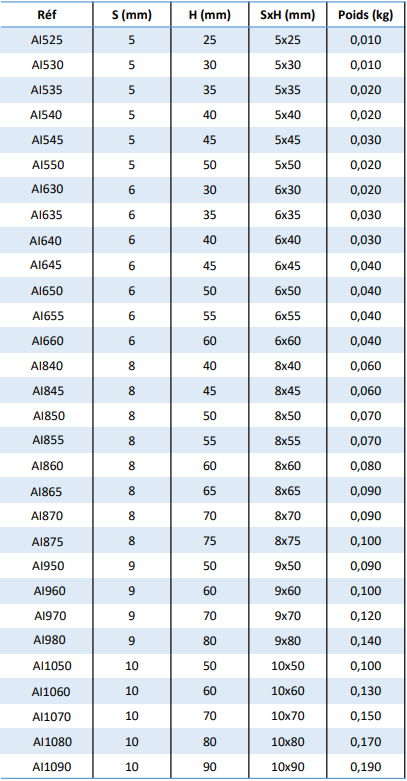 Réf S (mm) H (mm) SxH (mm) Poids (kg)
AI525 5 25 5x25 0,010
AI530 5 30 5x30 0,010
AI535 5 35 5x35 0,020
AI540 5 40 5x40 0,020
AI545 5 45 5x45 0,030
AI550 5 50 5x50 0,020
AI630 6 30 6x30 0,020
AI635 6 35 6x35 0,030
AI640 6 40 6x40 0,030
AI645 6 45 6x45 0,040
AI650 6 50 6x50 0,040
AI655 6 55 6x55 0,040
AI660 6 60 6x60 0,040
AI840 8 40 8x40 0,060
AI845 8 45 8x45 0,060
AI850 8 50 8x50 0,070
AI855 8 55 8x55 0,070
AI860 8 60 8x60 0,080
AI865 8 65 8x65 0,090
AI870 8 70 8x70 0,090
AI875 8 75 8x75 0,100
AI950 9 50 9x50 0,090
AI960 9 60 9x60 0,100
AI970 9 70 9x70 0,120
AI980 9 80 9x80 0,140
AI1050 10 50 10x50 0,100
AI1060 10 60 10x60 0,130
AI1070 10 70 10x70 0,150
AI1080 10 80 10x80 0,170
AI1090 10 90 10x90 0,190